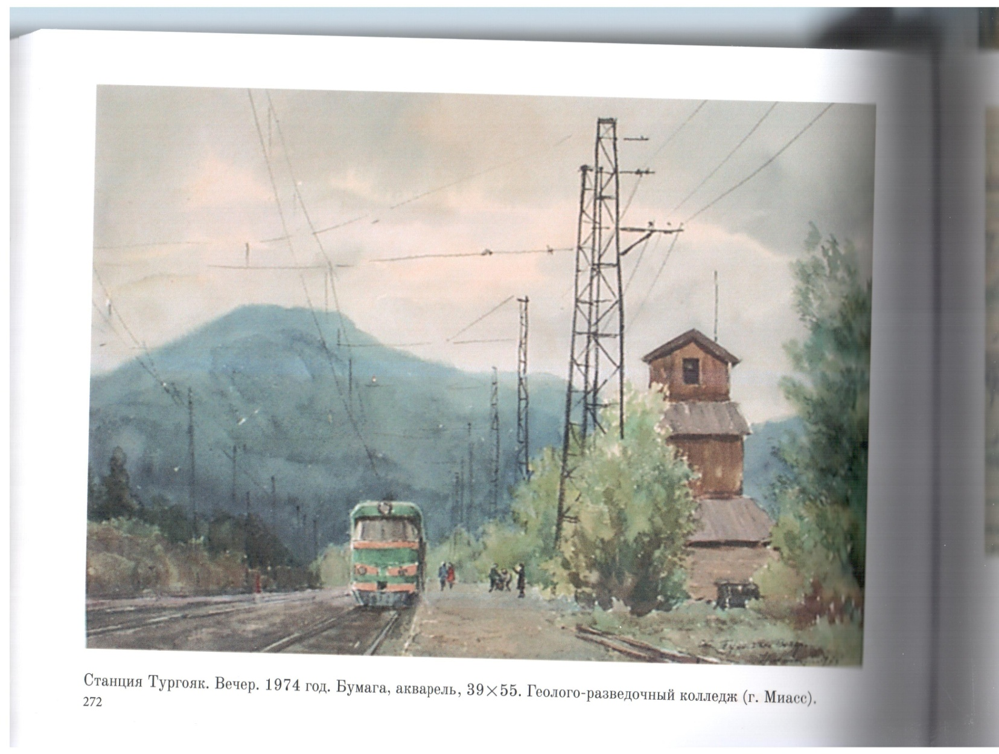 Станция Тургояк. Вечер. 1974 год. Бумага, акварель, 39×55. Геолого-разведочный колледж (г. Миасс).
272